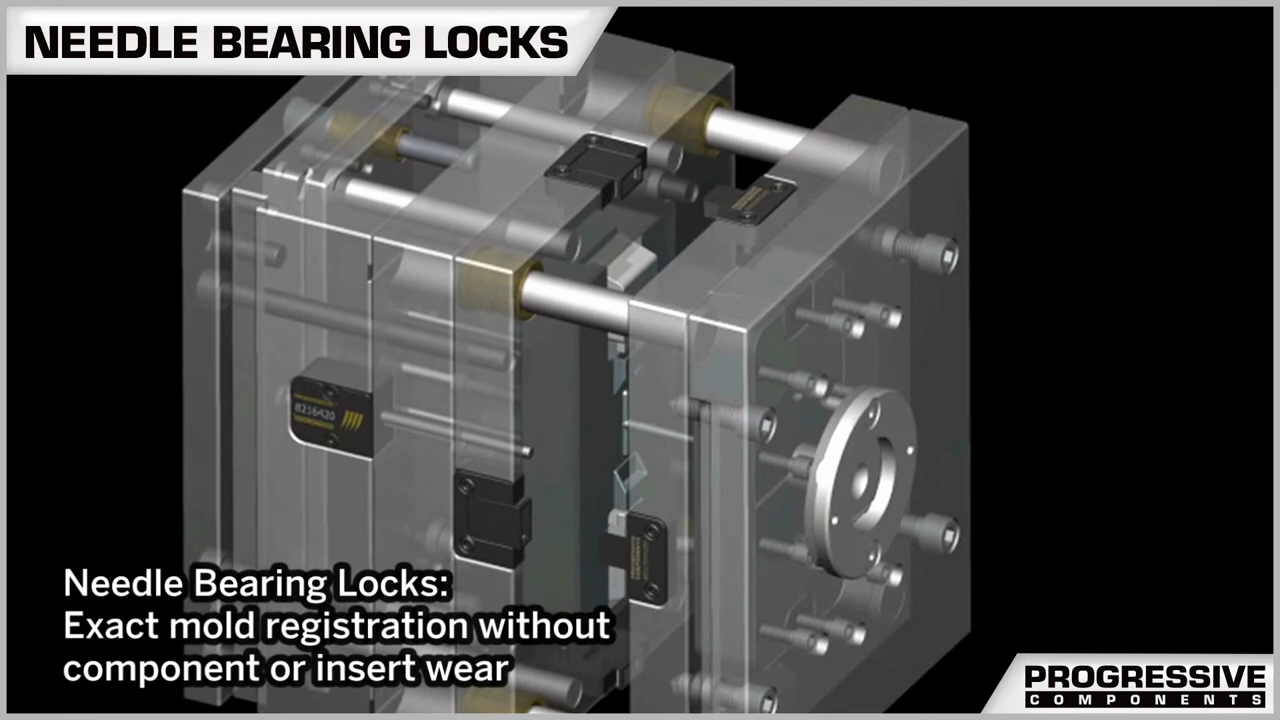 NEEDLE BEARING LOCKS
8216420
Needle Bearing Locks:
Exact mold registration without
component or insert wear
PROGRESSIVE
COMPONENTS